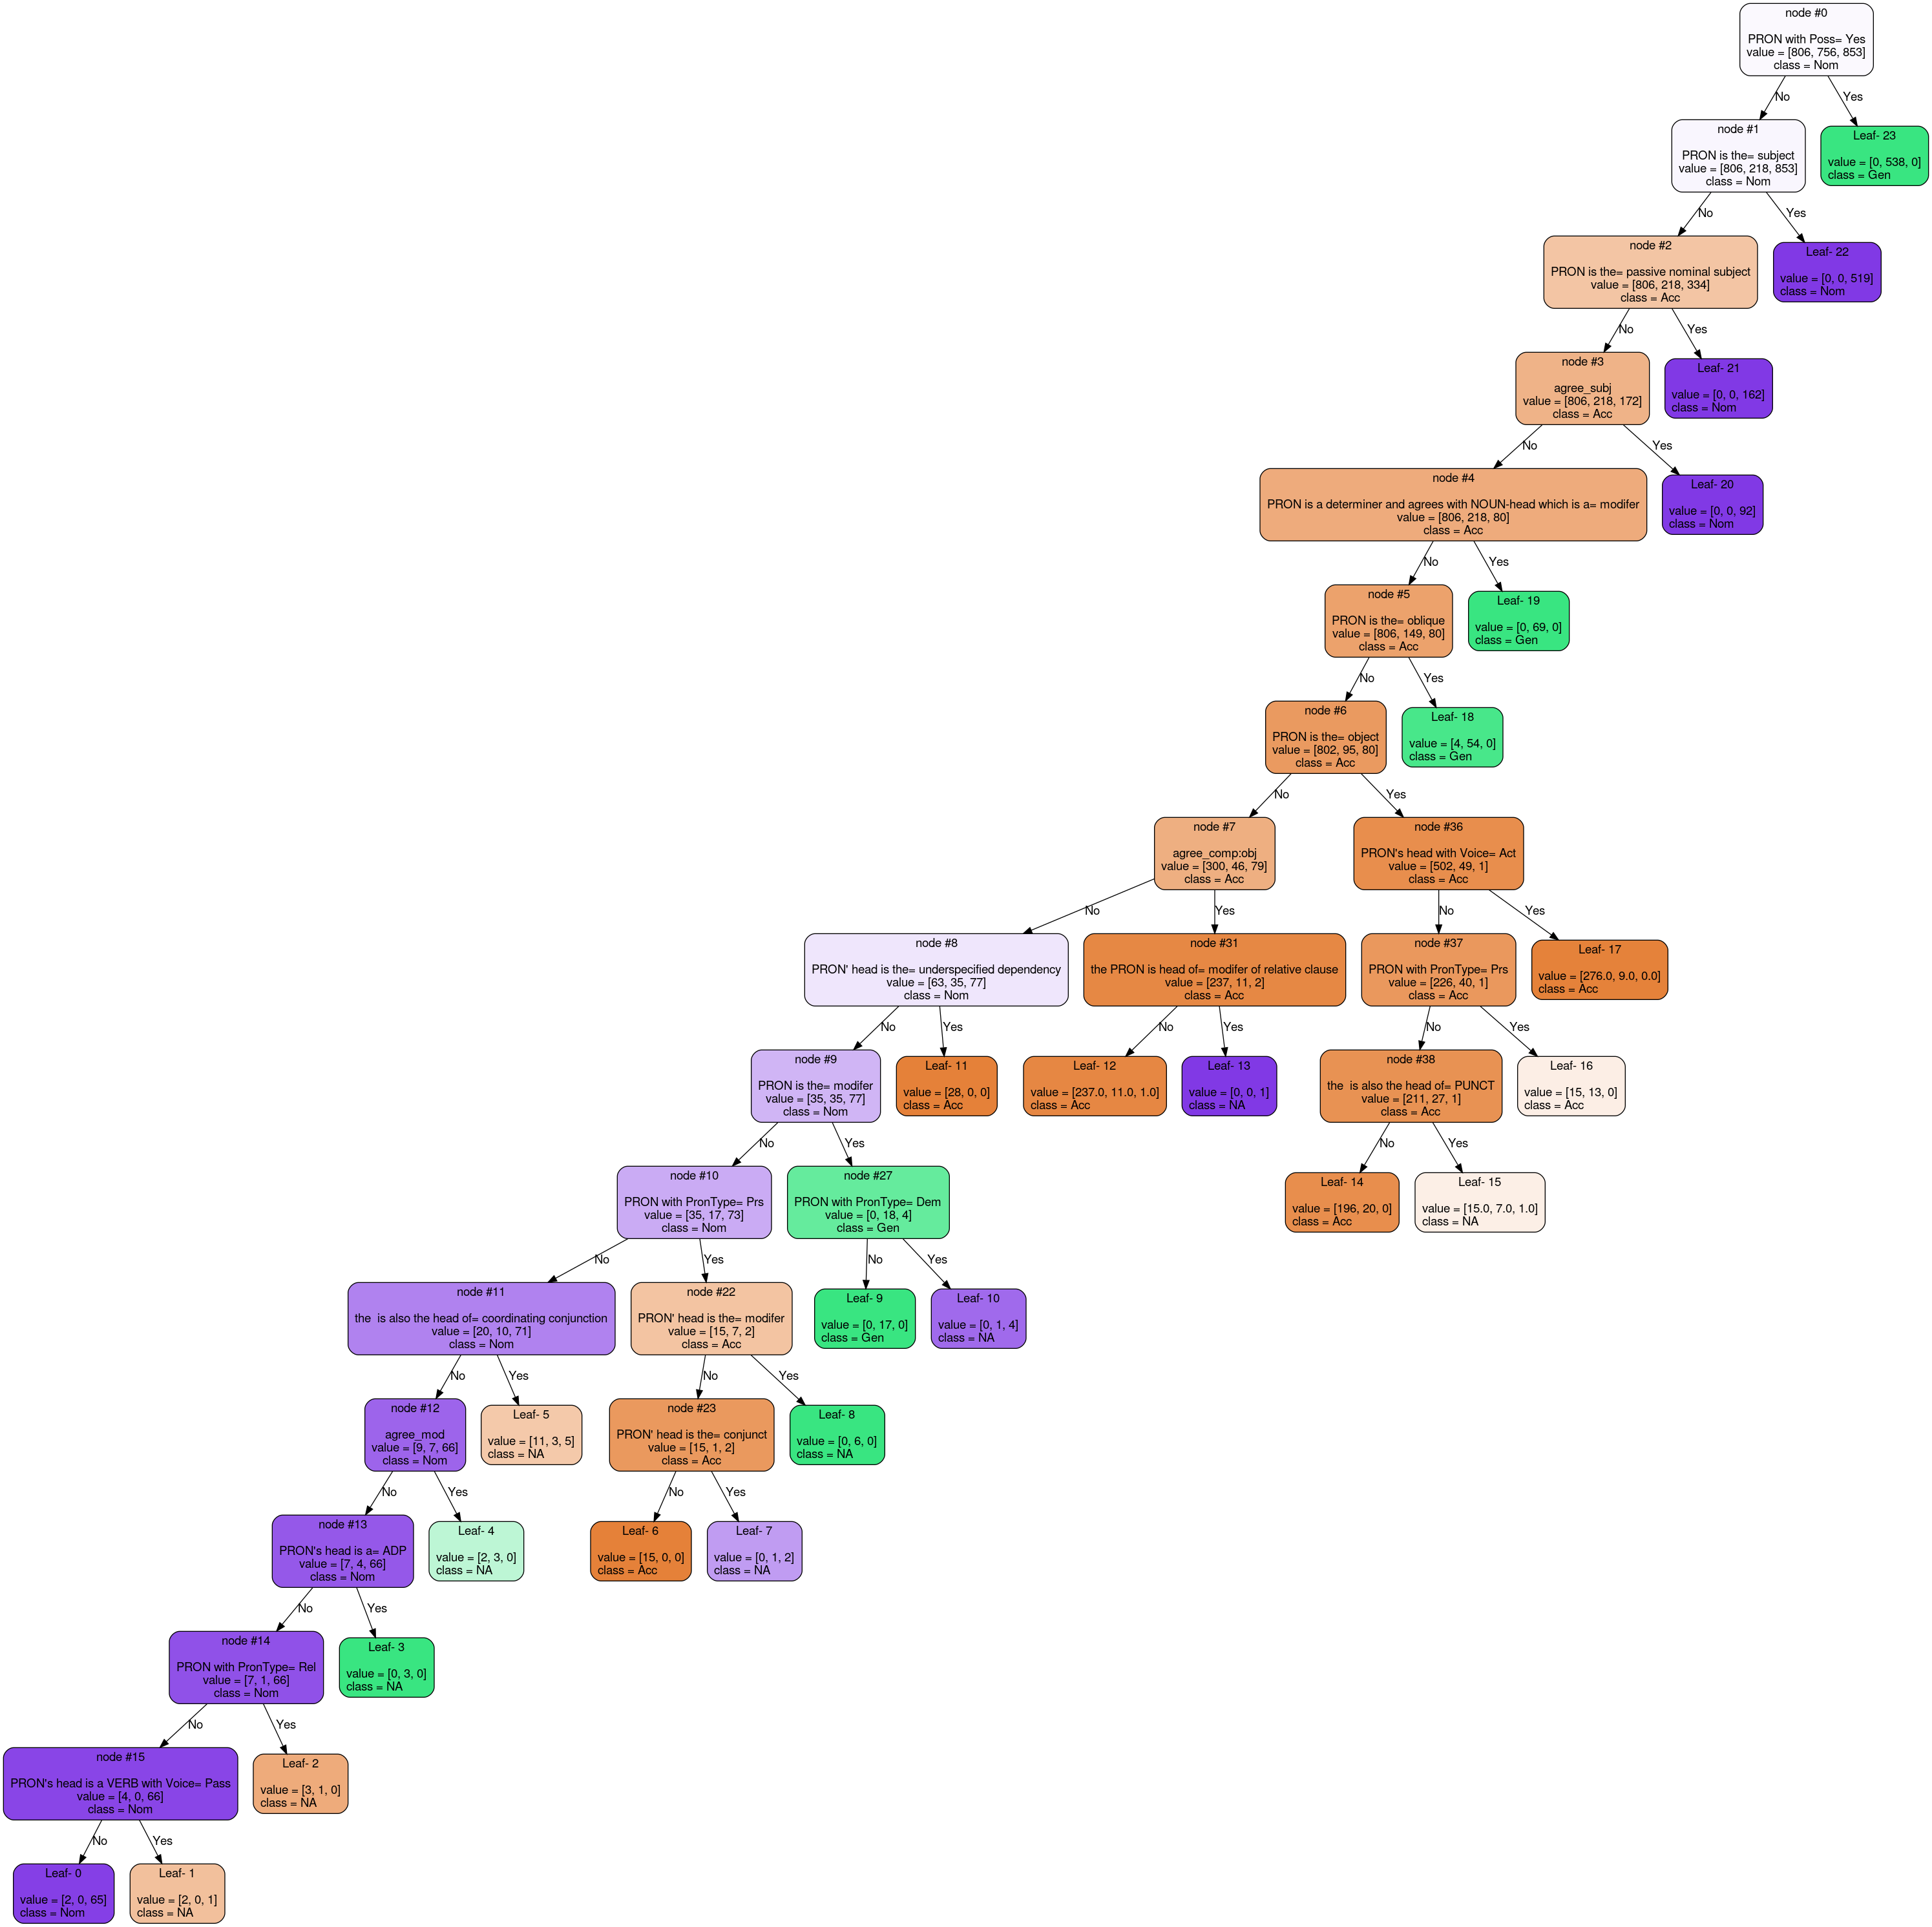 node #0
PRON with Poss= Yes
value = [806, 756, 853]
class = Nom
No
Yes
node #1
PRON is the= subject
value = [806, 218, 853]
class = Nom
Leaf- 23
value = [0, 538, 0]
class = Gen
No
Yes
node #2
PRON is the= passive nominal subject
value = [806, 218, 334]
class = Acc
Leaf- 22
value = [0, 0, 519]
class = Nom
No
Yes
node #3
agree_subj
value = [806, 218, 172]
class = Acc
Leaf- 21
value = [0, 0, 162]
class = Nom
No
Yes
node #4
PRON is a determiner and agrees with NOUN-head which is a= modifer
value = [806, 218, 80]
class = Acc
Leaf- 20
value = [0, 0, 92]
class = Nom
No
Yes
node #5
PRON is the= oblique
value = [806, 149, 80]
class = Acc
Leaf- 19
value = [0, 69, 0]
class = Gen
No
Yes
node #6
PRON is the= object
value = [802, 95, 80]
class = Acc
Leaf- 18
value = [4, 54, 0]
class = Gen
No
Yes
node #7
agree_comp:obj
value = [300, 46, 79]
class = Acc
node #36
PRON's head with Voice= Act
value = [502, 49, 1]
class = Acc
No
Yes
No
Yes
node #8
PRON' head is the= underspecified dependency
value = [63, 35, 77]
class = Nom
node #31
the PRON is head of= modifer of relative clause
value = [237, 11, 2]
class = Acc
node #37
PRON with PronType= Prs
value = [226, 40, 1]
class = Acc
Leaf- 17
value = [276.0, 9.0, 0.0]
class = Acc
No
Yes
No
Yes
No
Yes
node #9
PRON is the= modifer
value = [35, 35, 77]
class = Nom
Leaf- 11
value = [28, 0, 0]
class = Acc
Leaf- 12
value = [237.0, 11.0, 1.0]
class = Acc
Leaf- 13
value = [0, 0, 1]
class = NA
node #38
the  is also the head of= PUNCT
value = [211, 27, 1]
class = Acc
Leaf- 16
value = [15, 13, 0]
class = Acc
No
Yes
No
Yes
node #10
PRON with PronType= Prs
value = [35, 17, 73]
class = Nom
node #27
PRON with PronType= Dem
value = [0, 18, 4]
class = Gen
Leaf- 14
value = [196, 20, 0]
class = Acc
Leaf- 15
value = [15.0, 7.0, 1.0]
class = NA
No
Yes
No
Yes
node #11
the  is also the head of= coordinating conjunction
value = [20, 10, 71]
class = Nom
node #22
PRON' head is the= modifer
value = [15, 7, 2]
class = Acc
Leaf- 9
value = [0, 17, 0]
class = Gen
Leaf- 10
value = [0, 1, 4]
class = NA
No
Yes
No
Yes
node #12
agree_mod
value = [9, 7, 66]
class = Nom
Leaf- 5
value = [11, 3, 5]
class = NA
node #23
PRON' head is the= conjunct
value = [15, 1, 2]
class = Acc
Leaf- 8
value = [0, 6, 0]
class = NA
No
Yes
No
Yes
node #13
PRON's head is a= ADP
value = [7, 4, 66]
class = Nom
Leaf- 4
value = [2, 3, 0]
class = NA
Leaf- 6
value = [15, 0, 0]
class = Acc
Leaf- 7
value = [0, 1, 2]
class = NA
No
Yes
node #14
PRON with PronType= Rel
value = [7, 1, 66]
class = Nom
Leaf- 3
value = [0, 3, 0]
class = NA
No
Yes
node #15
PRON's head is a VERB with Voice= Pass
value = [4, 0, 66]
class = Nom
Leaf- 2
value = [3, 1, 0]
class = NA
No
Yes
Leaf- 0
value = [2, 0, 65]
class = Nom
Leaf- 1
value = [2, 0, 1]
class = NA